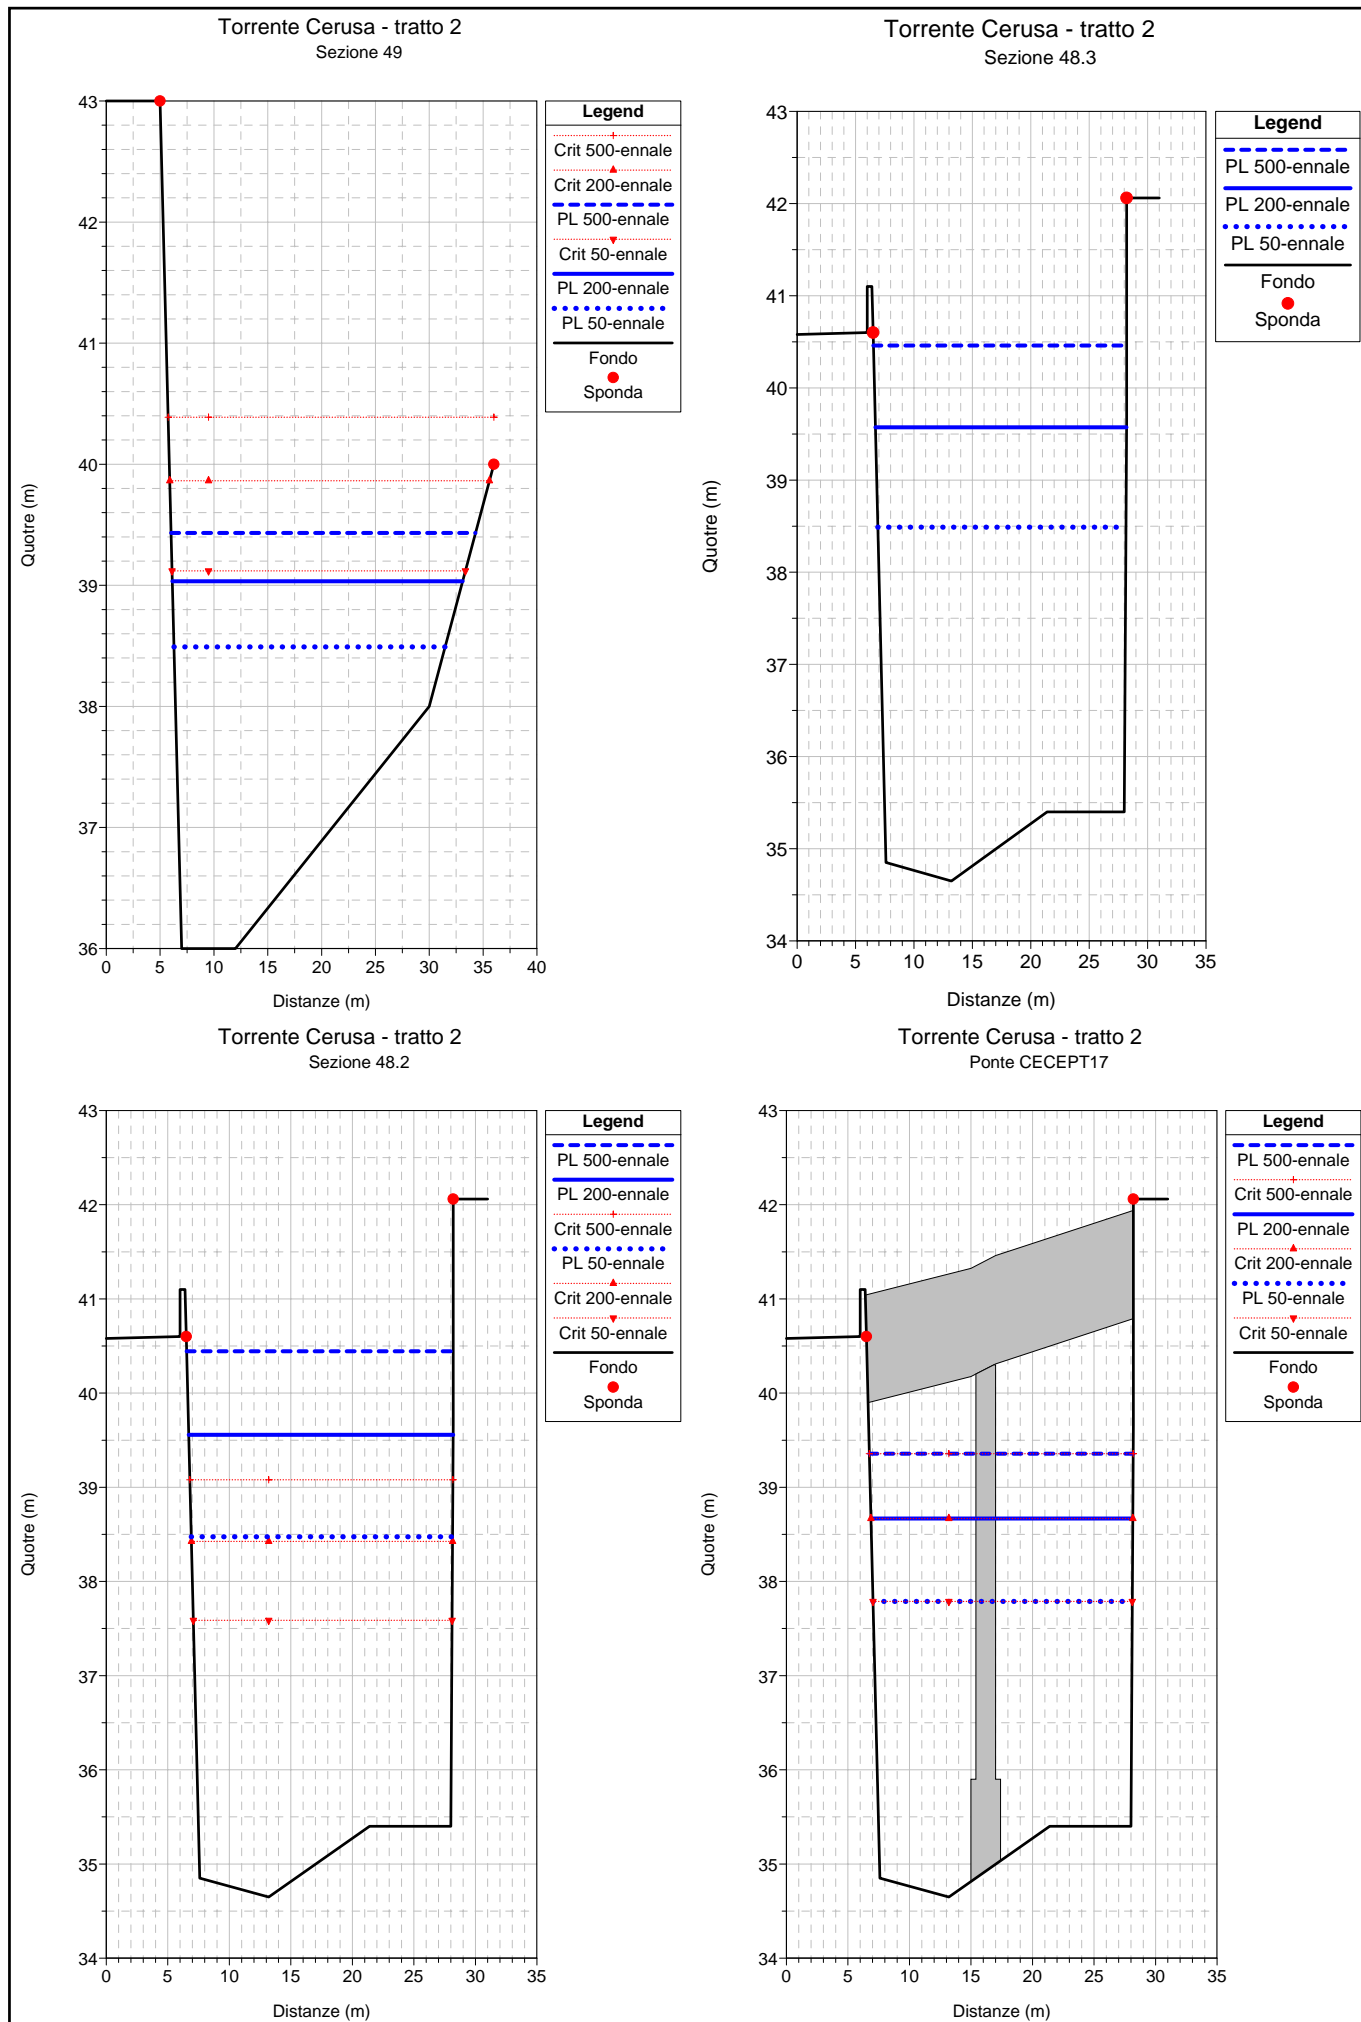 Torrente Cerusa - tratto 2
Sezione 49
Quotre (m)
43
42
41
40
39
38
37
36
0 5 10 15 20 25 30 35 40
Distanze (m)
Legend
Crit 500-ennale
Crit 200-ennale
PL 500-ennale
Crit 50-ennale
PL 200-ennale
PL 50-ennale
Fondo
Sponda
Torrente Cerusa - tratto 2
Sezione 48.3
Quotre (m)
43
42
41
40
39
38
37
36
35
34
0 5 10 15 20 25 30 35
Distanze (m)
Legend
PL 500-ennale
PL 200-ennale
PL 50-ennale
Fondo
Sponda
Torrente Cerusa - tratto 2
Sezione 48.2
Quotre (m)
43
42
41
40
39
38
37
36
35
34
0 5 10 15 20 25 30 35
Distanze (m)
Legend
PL 500-ennale
PL 200-ennale
Crit 500-ennale
PL 50-ennale
Crit 200-ennale
Crit 50-ennale
Fondo
Sponda
Torrente Cerusa - tratto 2
Ponte CECEPT17
Quotre (m)
43
42
41
40
39
38
37
36
35
34
0 5 10 15 20 25 30 35
Distanze (m)
Legend
PL 500-ennale
Crit 500-ennale
PL 200-ennale
Crit 200-ennale
PL 50-ennale
Crit 50-ennale
Fondo
Sponda